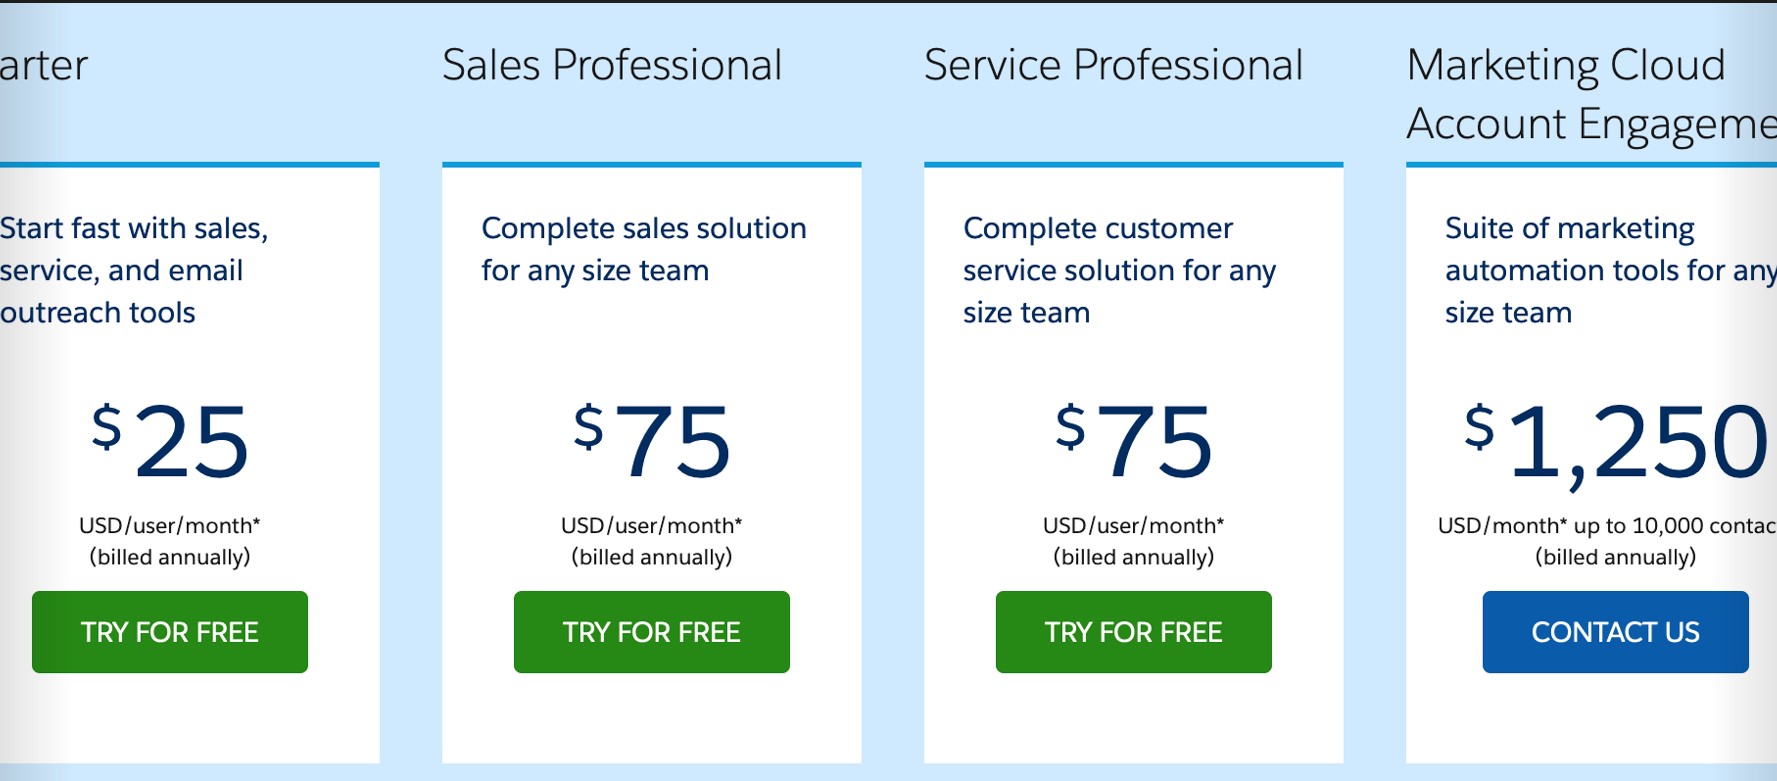 arter
Sales Professional
Service Professional
Marketing Cloud
Account Engageme
Start fast with sales,
service, and email
outreach tools
$25
USD/user/month*
(billed annually)
TRY FOR FREE
Complete sales solution
for any size team
$75
USD/user/month*
(billed annually)
TRY FOR FREE
Complete customer
service solution for any
size team
$75
USD/user/month*
(billed annually)
TRY FOR FREE
Suite of marketing
automation tools for any
size team
$1,250
USD/month* up to 10,000 contac
(billed annually)
CONTACT US